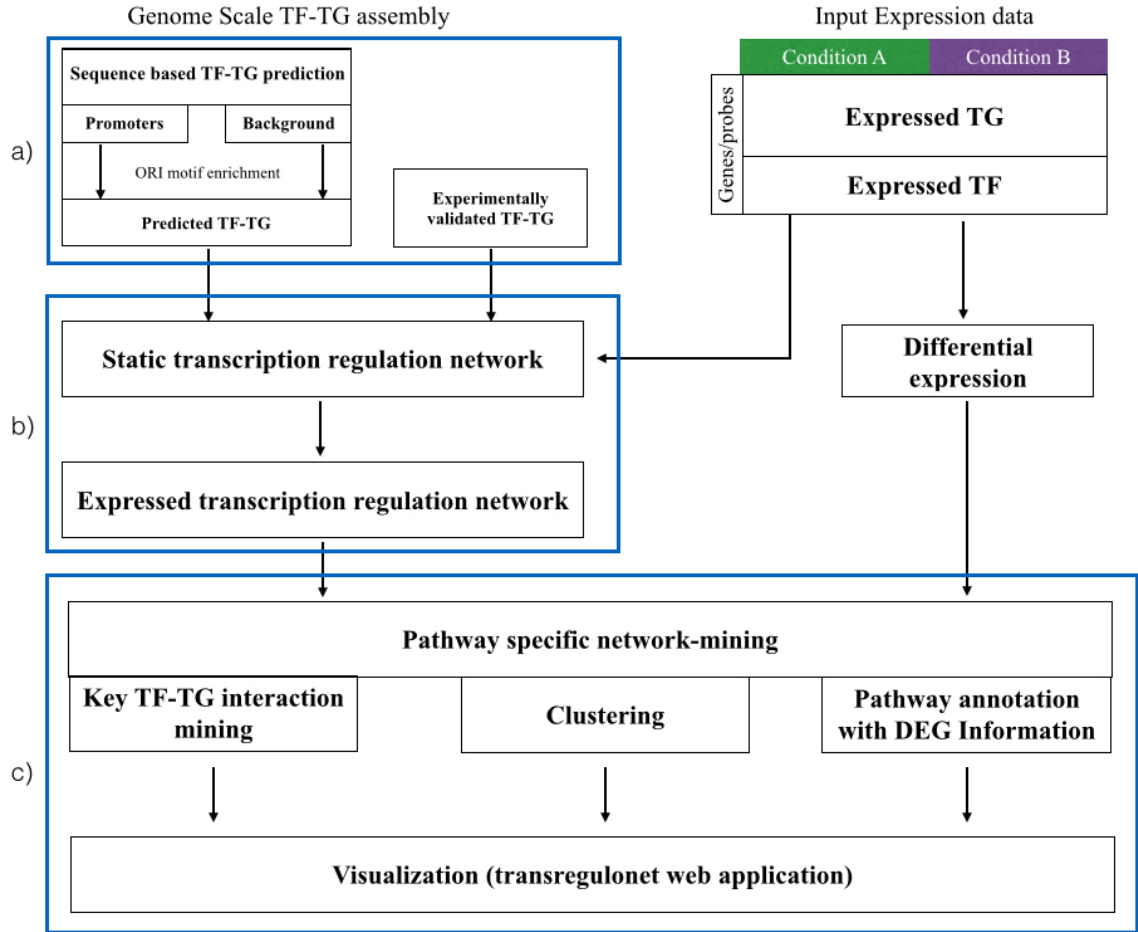 Genome Scale TF-TG assembly
Input Expression data
Condition A
Condition B
Sequence based TF-TG prediction
Promoters
Background
ORI motif enrichment
Predicted TF-TG
Experimentally
validated TF-TG
a)
Genes/probes
Expressed TG
Expressed TF
Static transcription regulation network
Differential
expression
b)
Expressed transcription regulation network
Pathway specific network-mining
Key TF-TG interaction
mining
Clustering
Pathway annotation
with DEG Information
c)
Visualization (transregulonet web application)